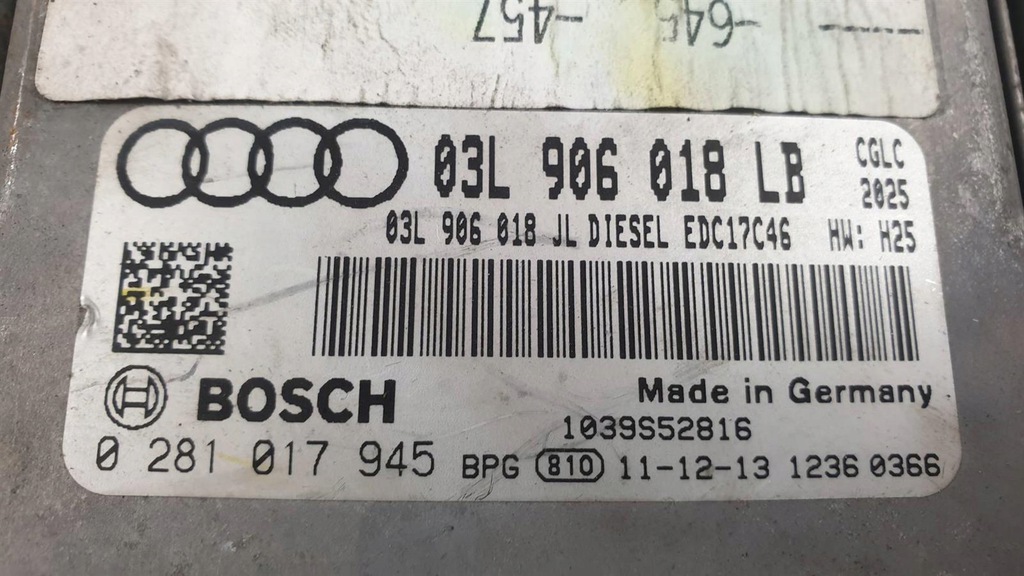 -457
-645
03L 906 018 LB
CGLC
2025
03L 906 018 JL DIESEL EDC17C46 HW: H25
BOSCH
Made in Germany
1039S52816
0 281 017 945 BPG 810 11-12-13 1236 0366